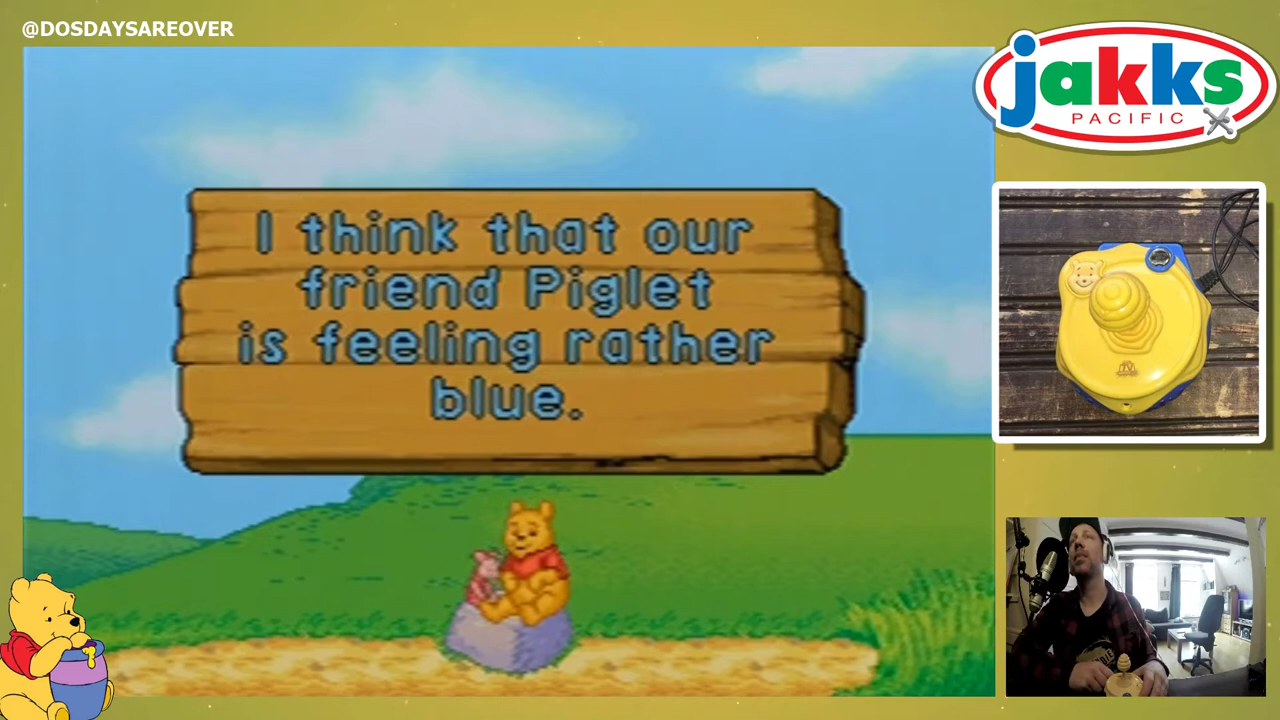 @DOSDAYSAREOVER
jakks
PACIFIC
I think that our
friend Piglet
is feeling rather
blue.